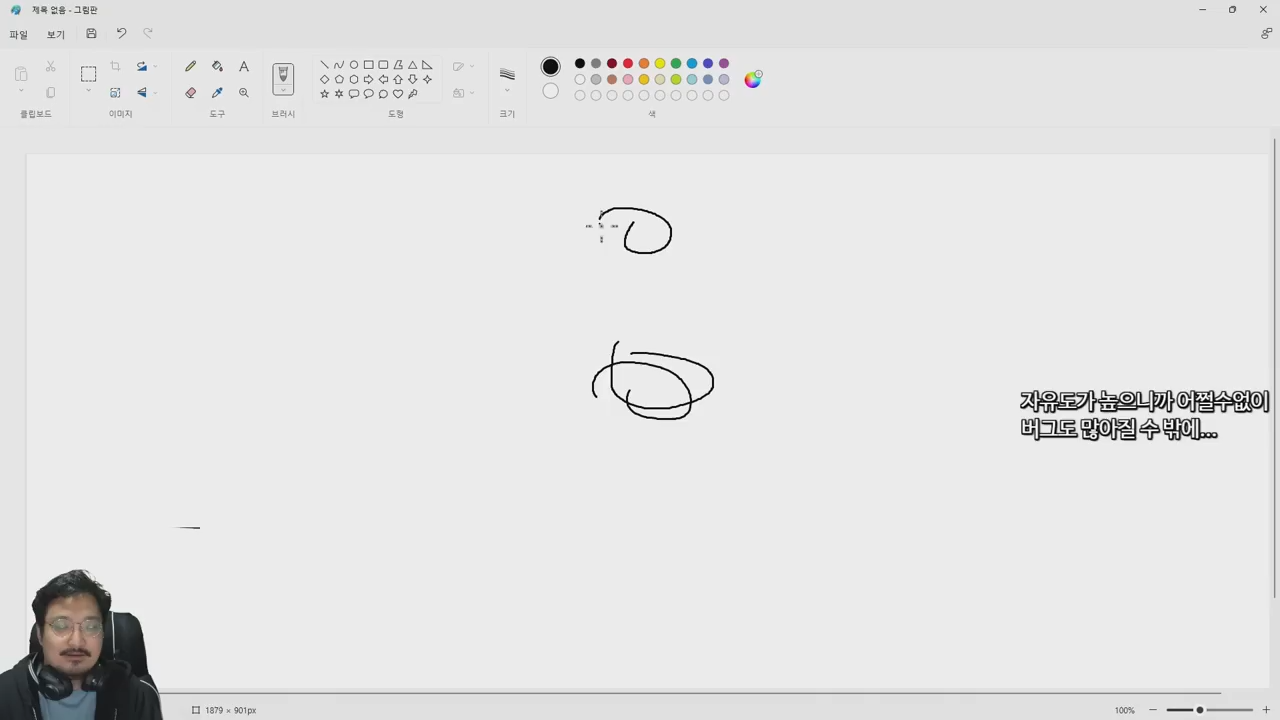 제목 없음 - 그림판
파일 보기
클립보드 이미지 도구 브러시 도형 크기 색
자유도가 높으니까 어쩔수없이
버그도 많아질 수 밖에...
1879 × 901px 100%